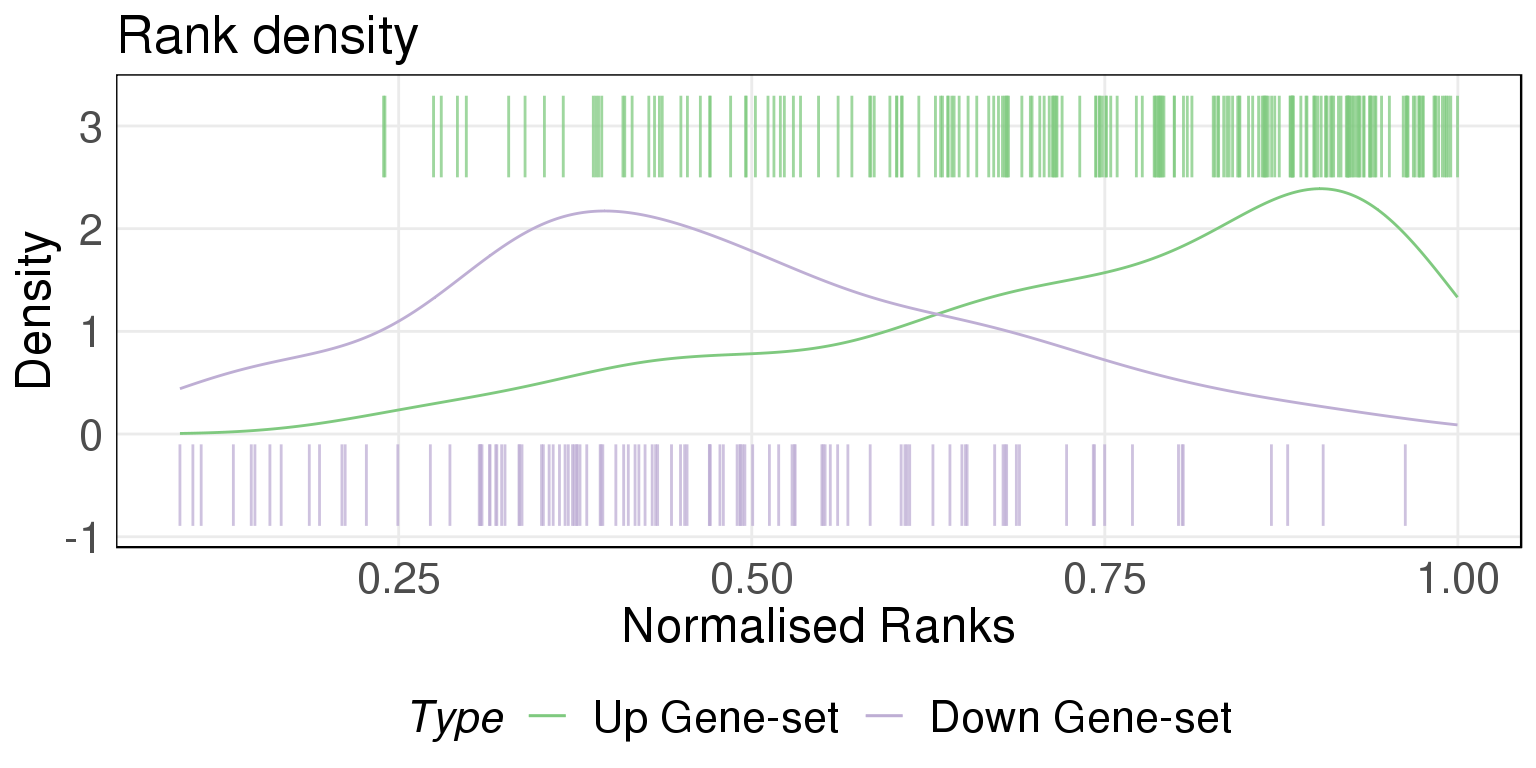 Rank density
3
2
1
0
-1
Density
0.25 0.50 0.75 1.00
Normalised Ranks
Type Up Gene-set Down Gene-set